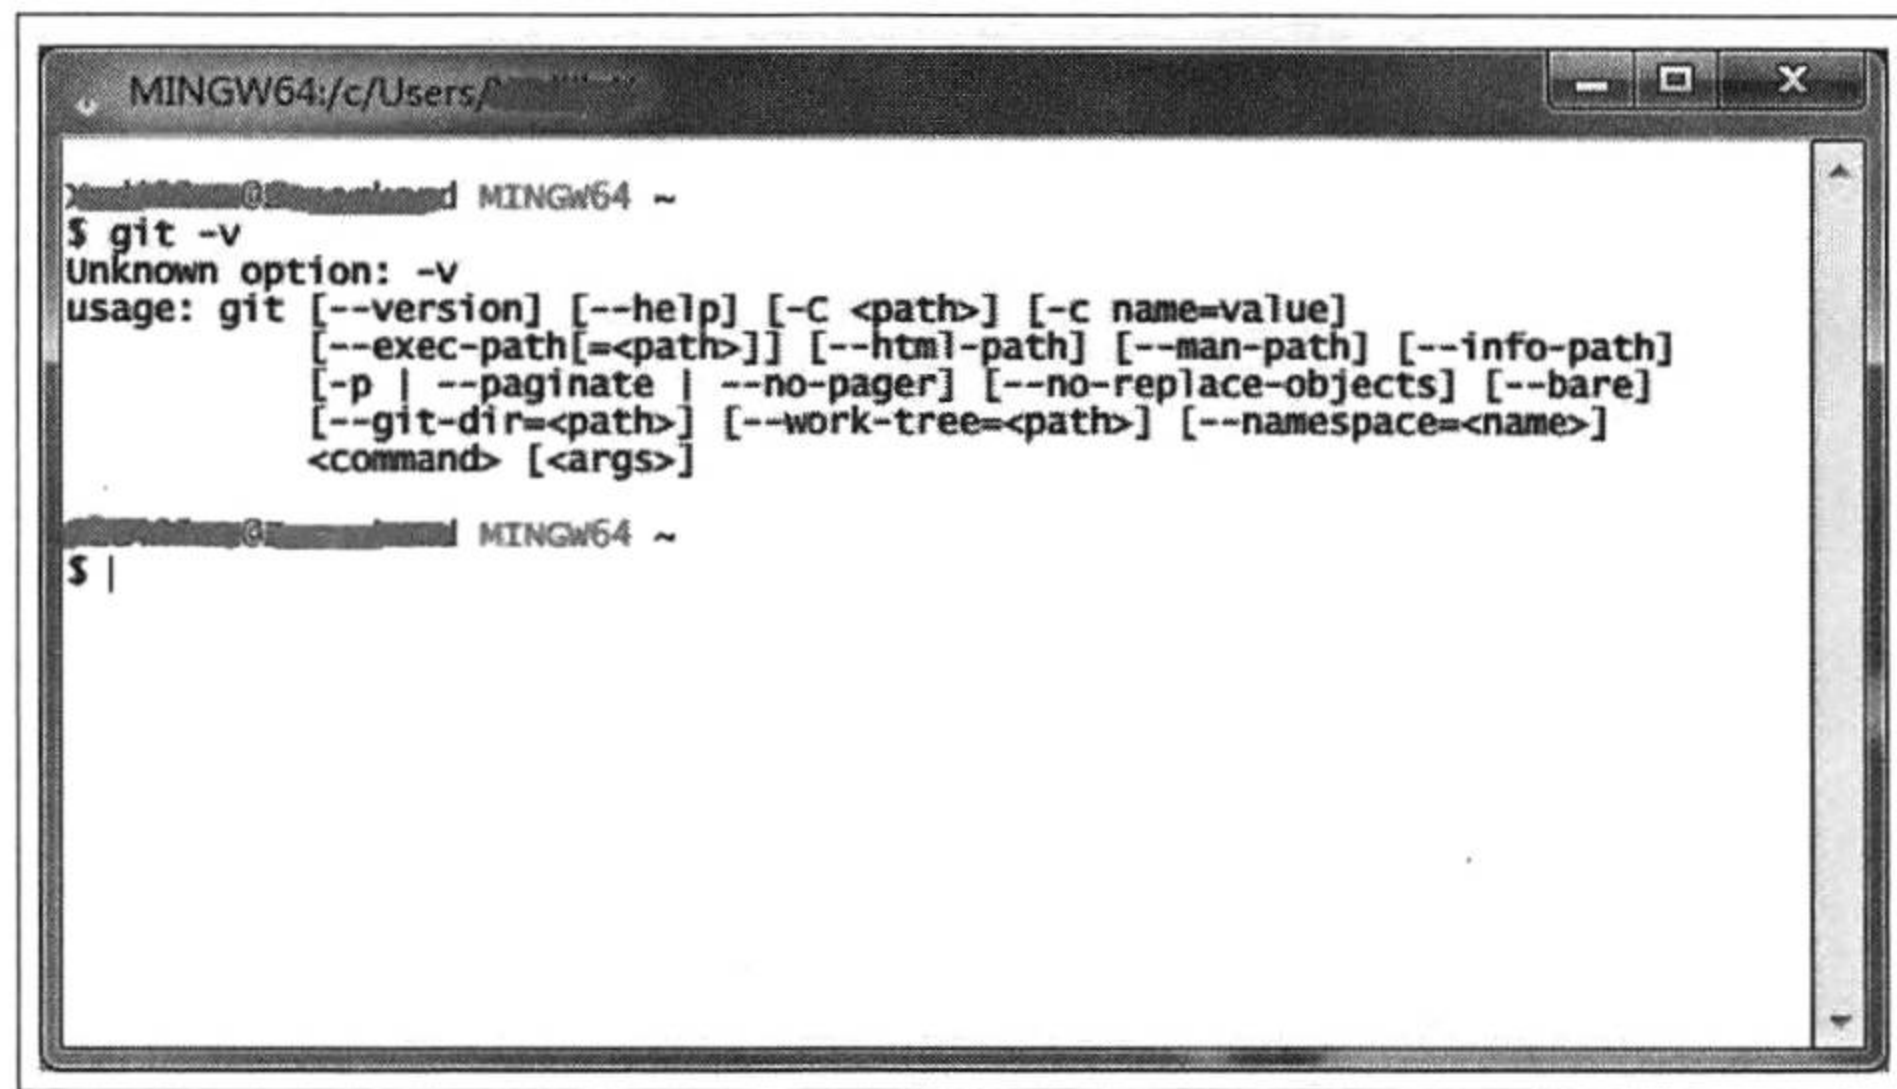 MINGW64:/c/Users/
MINGW64 ~
$ git -v
Unknown option: -v
usage: git [--version] [--help] [-C <path>] [-c name=value]
           [--exec-path[=<path>]] [--html-path] [--man-path] [--info-path]
           [-p | --paginate | --no-pager] [--no-replace-objects] [--bare]
           [--git-dir=<path>] [--work-tree=<path>] [--namespace=<name>]
           <command> [<args>]
MINGW64 ~
$